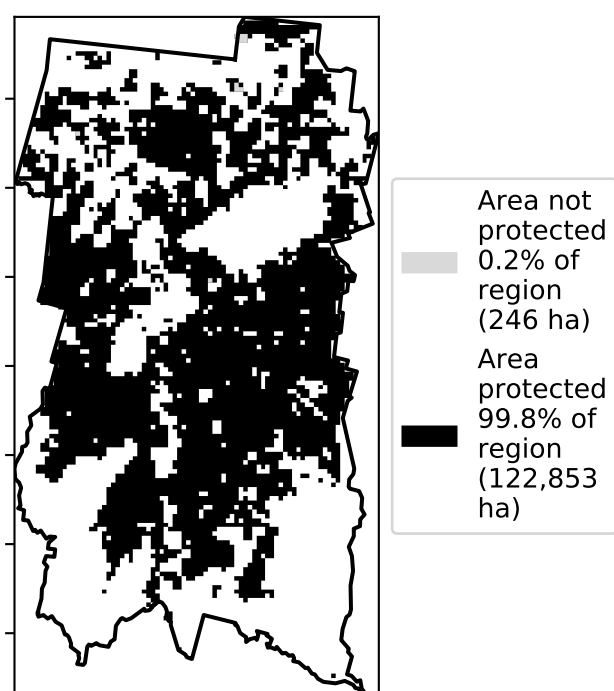 Area not
protected
0.2% of
region
(246 ha)
Area
protected
99.8% of
region
(122,853
ha)